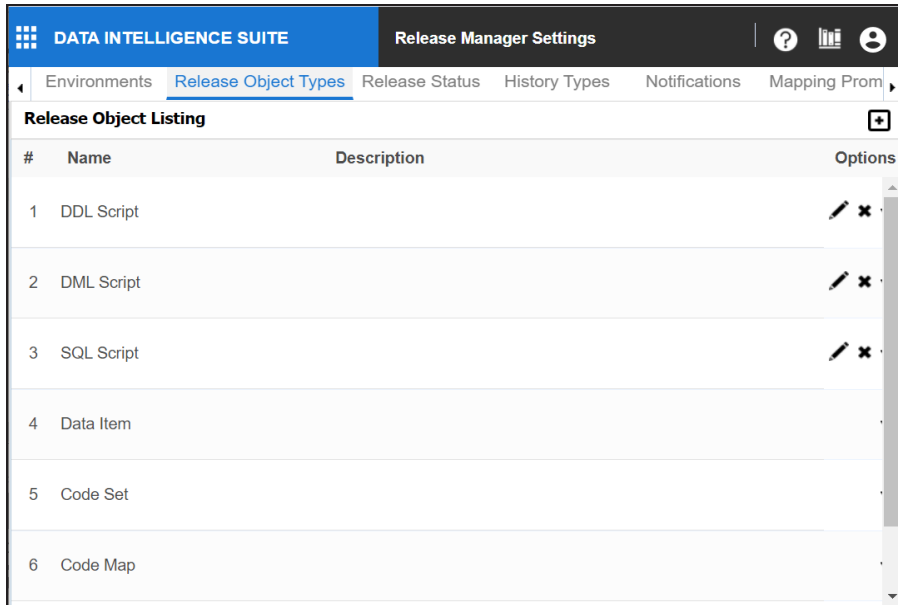 DATA INTELLIGENCE SUITE Release Manager Settings
Environments Release Object Types Release Status History Types Notifications Mapping Prom
Release Object Listing
# Name Description Options
1 DDL Script
2 DML Script
3 SQL Script
4 Data Item
5 Code Set
6 Code Map